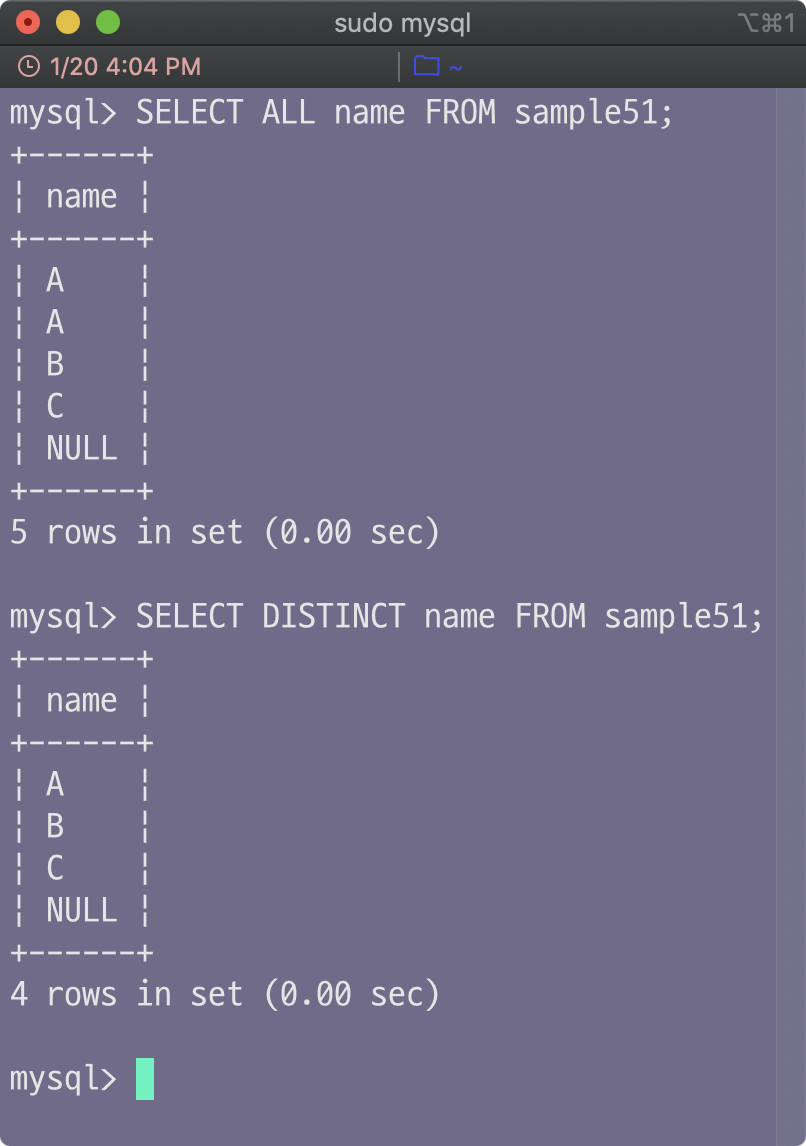 sudo mysql ⌥⌘1
1/20 4:04 PM ~
mysql> SELECT ALL name FROM sample51;
+------+
| name |
+------+
| A    |
| A    |
| B    |
| C    |
| NULL |
+------+
5 rows in set (0.00 sec)
mysql> SELECT DISTINCT name FROM sample51;
+------+
| name |
+------+
| A    |
| B    |
| C    |
| NULL |
+------+
4 rows in set (0.00 sec)
mysql>